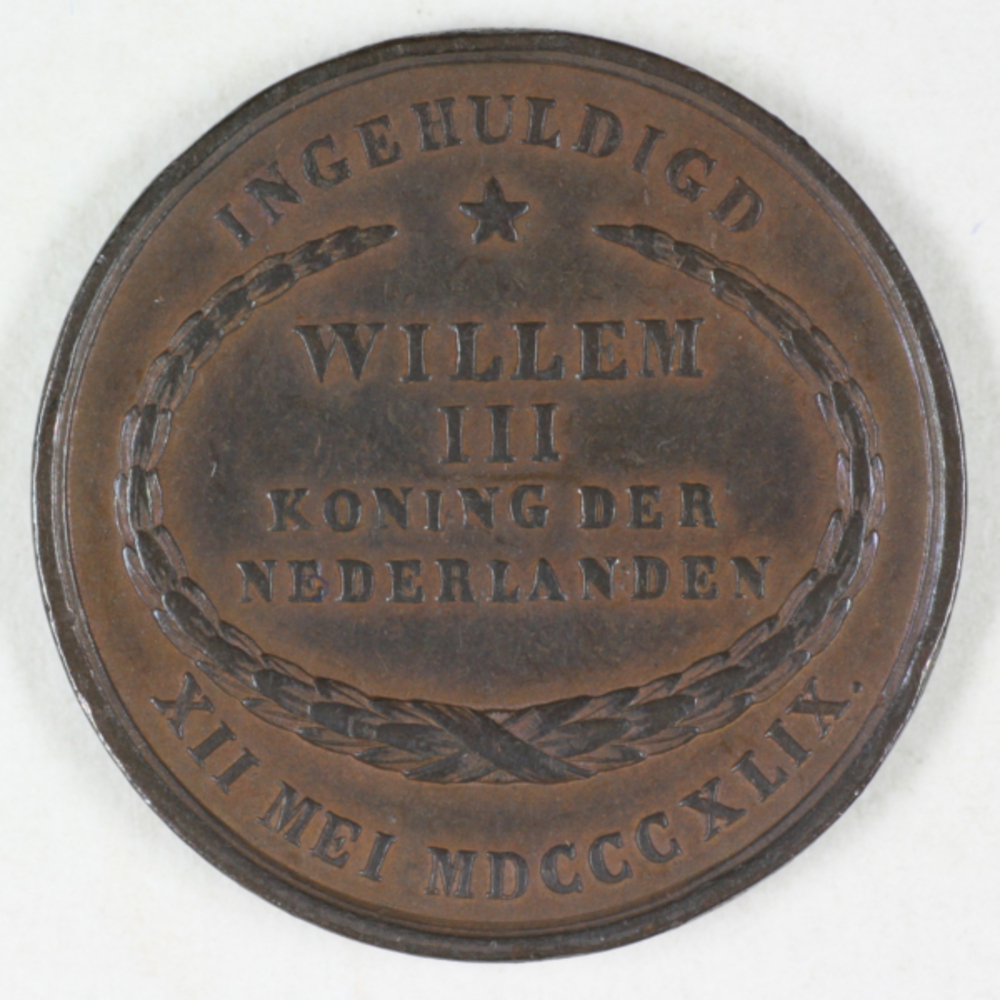 INGEHULDIGD
WILLEM
III
KONING DER
NEDERLANDEN
XII MEI MDCCCXLIX.